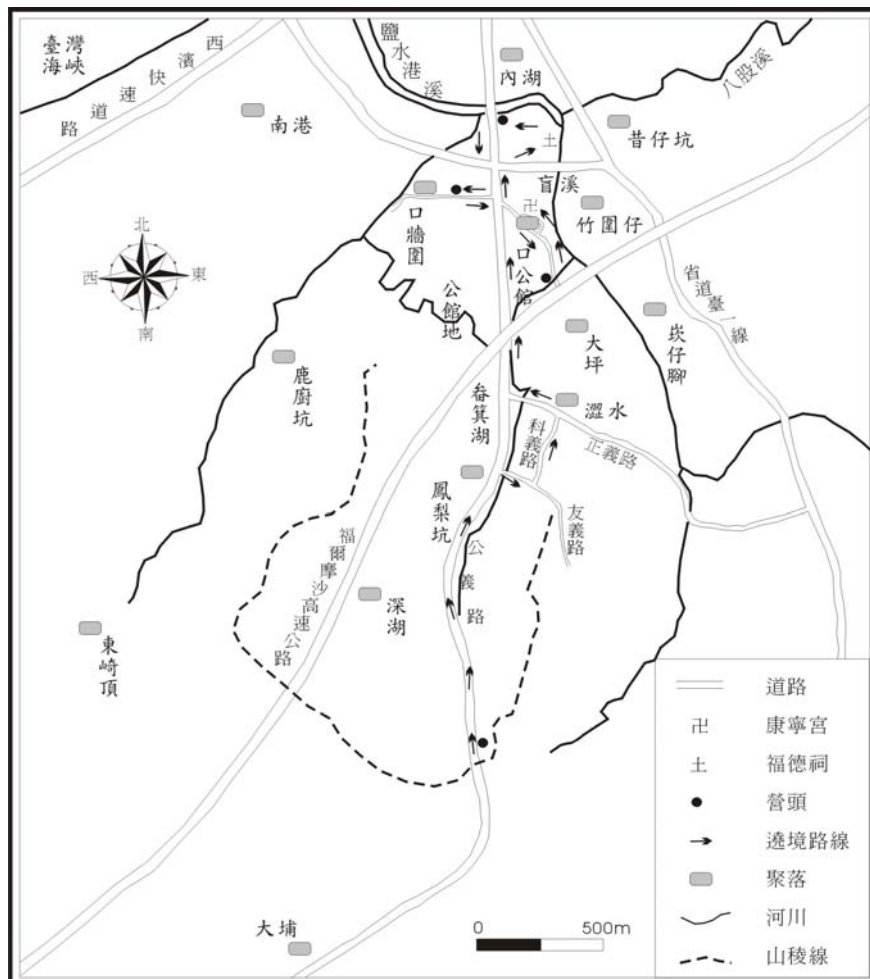 臺灣海峽
西濱快速道路
鹽水港溪
內湖
八股溪
南港
昔仔坑
土
盲溪
口牆圍
卍
口公館
竹圍仔
北
西
東
南
公館地
省道臺一線
大坪
崁仔腳
鹿廚坑
畚箕湖
澀水
科義路
正義路
鳳梨坑
友義路
公義路
福爾摩沙高速公路
深湖
東崎頂
大埔
0 500m
道路
卍 康寧宮
土 福德祠
營頭
遶境路線
聚落
河川
山稜線